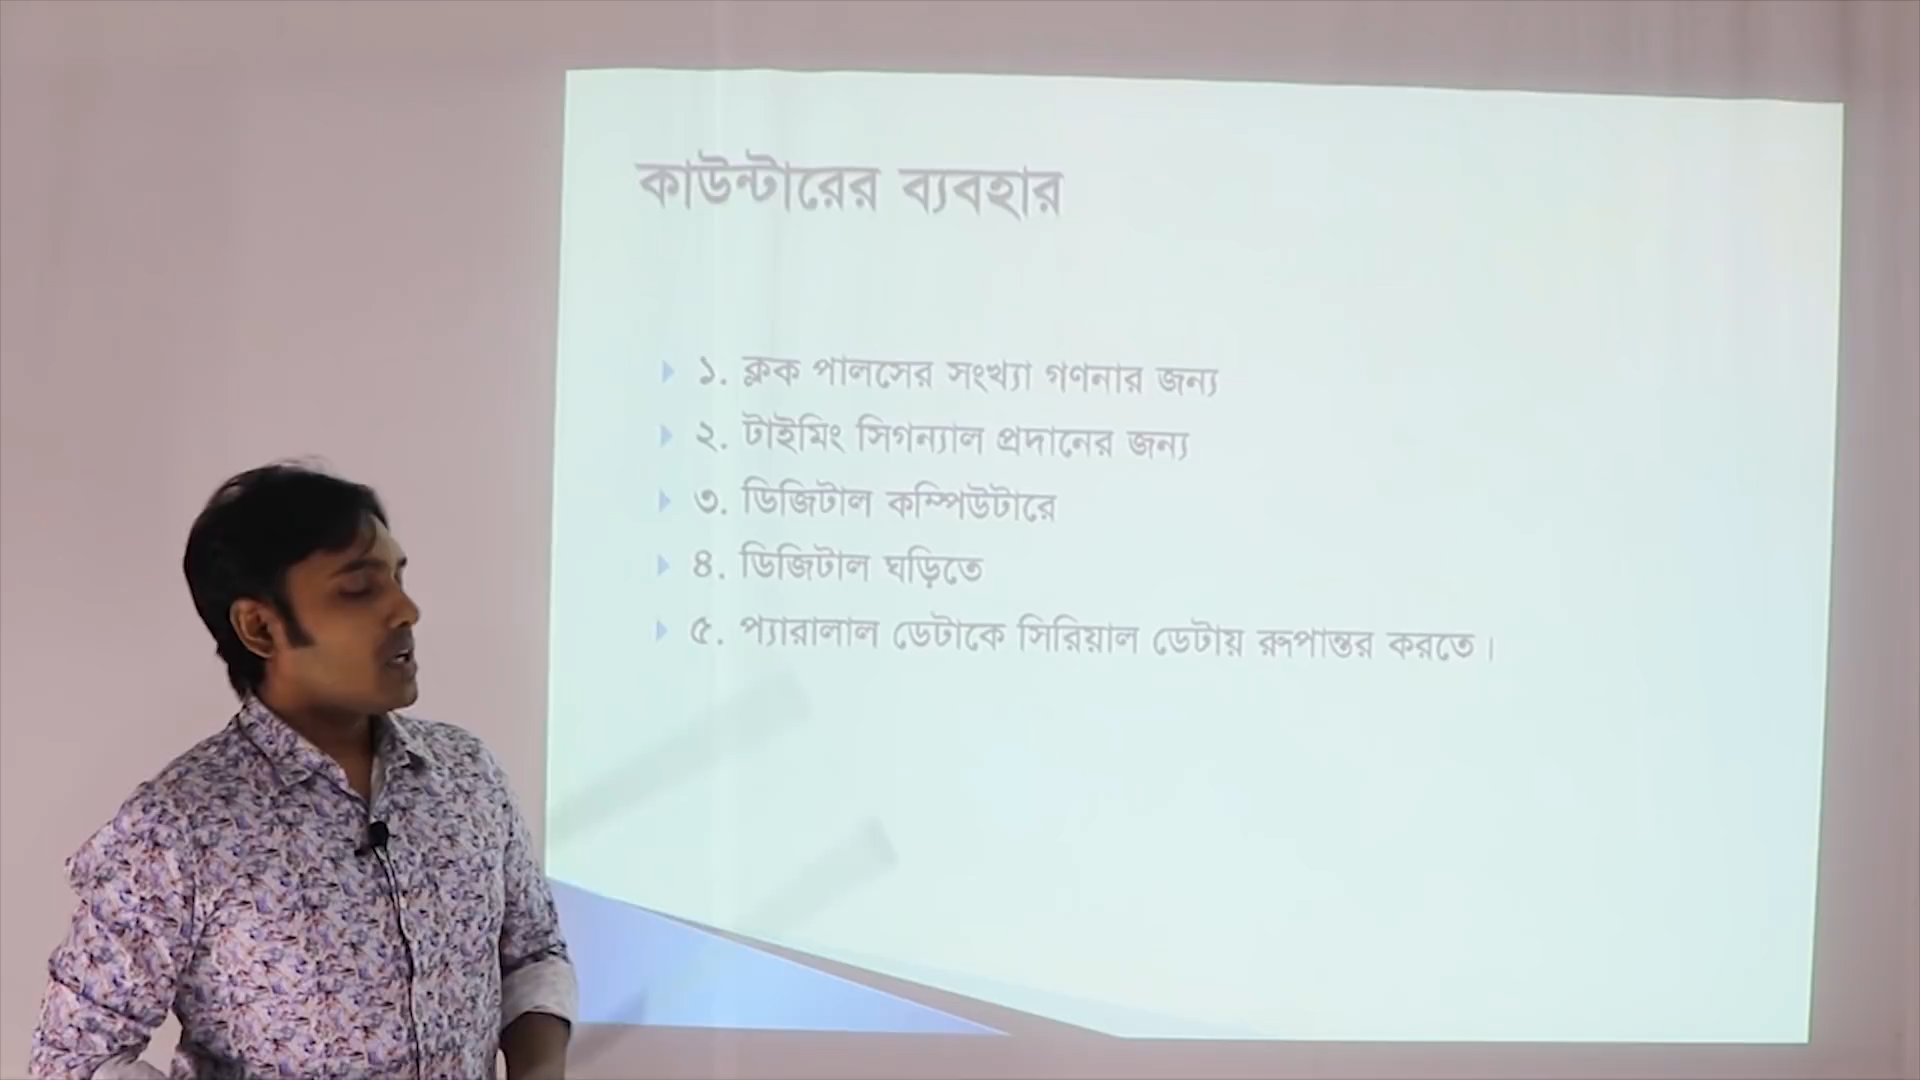 কাউন্টারের ব্যবহার
১. ক্লক পালসের সংখ্যা গণনার জন্য
২. টাইমিং সিগন্যাল প্রদানের জন্য
৩. ডিজিটাল কম্পিউটারে
৪. ডিজিটাল ঘড়িতে
৫. প্যারালাল ডেটাকে সিরিয়াল ডেটায় রুপান্তর করতে।